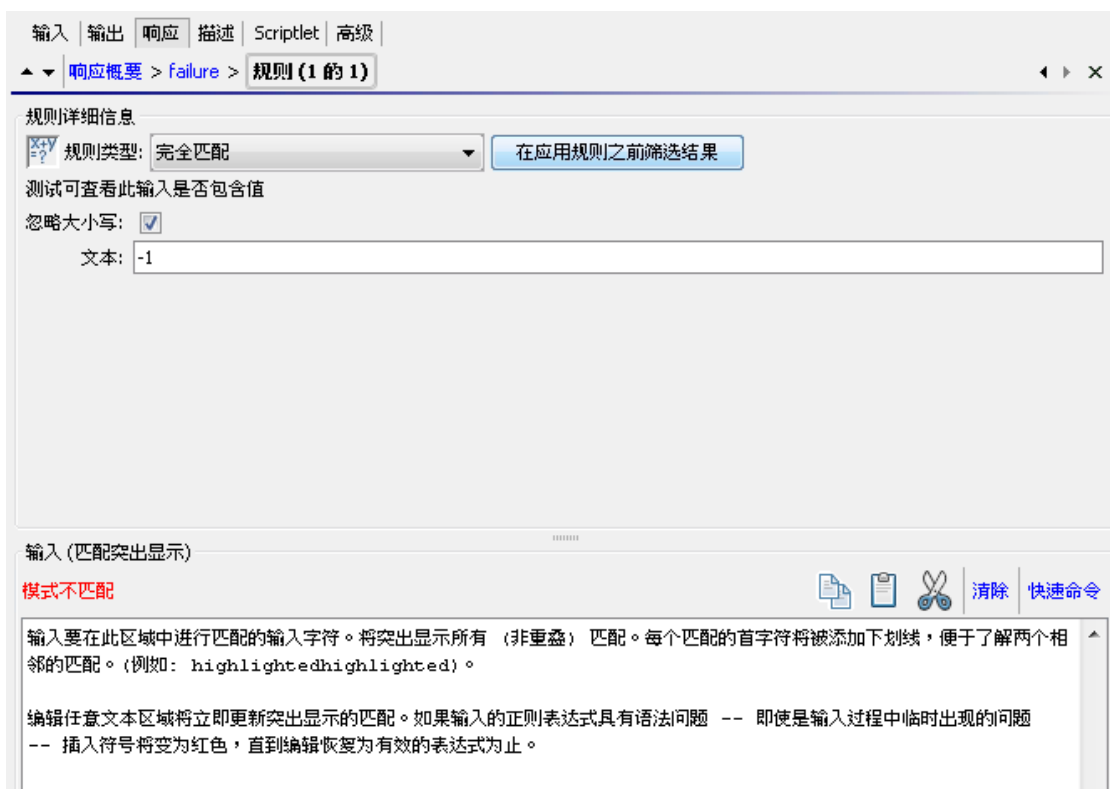 输入 输出 响应 描述 Scriptlet 高级
响应概要 > failure > 规则 (1 的 1)
规则详细信息
X+Y =? 规则类型: 完全匹配 在应用规则之前筛选结果
测试可查看此输入是否包含值
忽略大小写:
文本: -1
输入 (匹配突出显示)
模式不匹配 清除 快速命令
输入要在此区域中进行匹配的输入字符。将突出显示所有 (非重叠) 匹配。每个匹配的首字符将被添加下划线,便于了解两个相
邻的匹配。(例如: highlightedhighlighted)。
编辑任意文本区域将立即更新突出显示的匹配。如果输入的正则表达式具有语法问题 -- 即使是输入过程中临时出现的问题
-- 插入符号将变为红色,直到编辑恢复为有效的表达式为止。